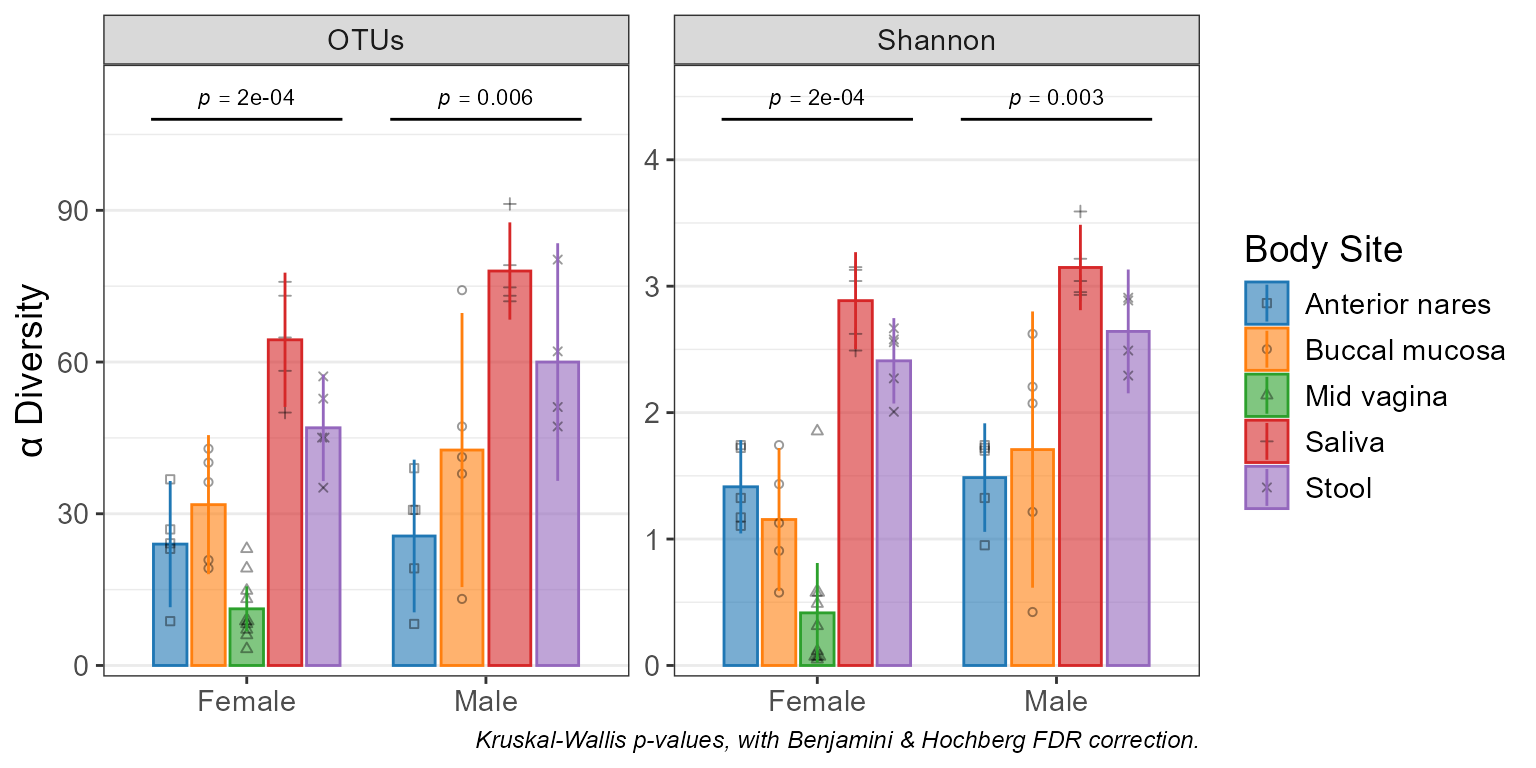 OTUs
Shannon
p = 2e-04
p = 0.006
p = 2e-04
p = 0.003
α Diversity
90
60
30
0
4
3
2
1
0
Female
Male
Female
Male
Body Site
Anterior nares
Buccal mucosa
Mid vagina
Saliva
Stool
Kruskal-Wallis p-values, with Benjamini & Hochberg FDR correction.